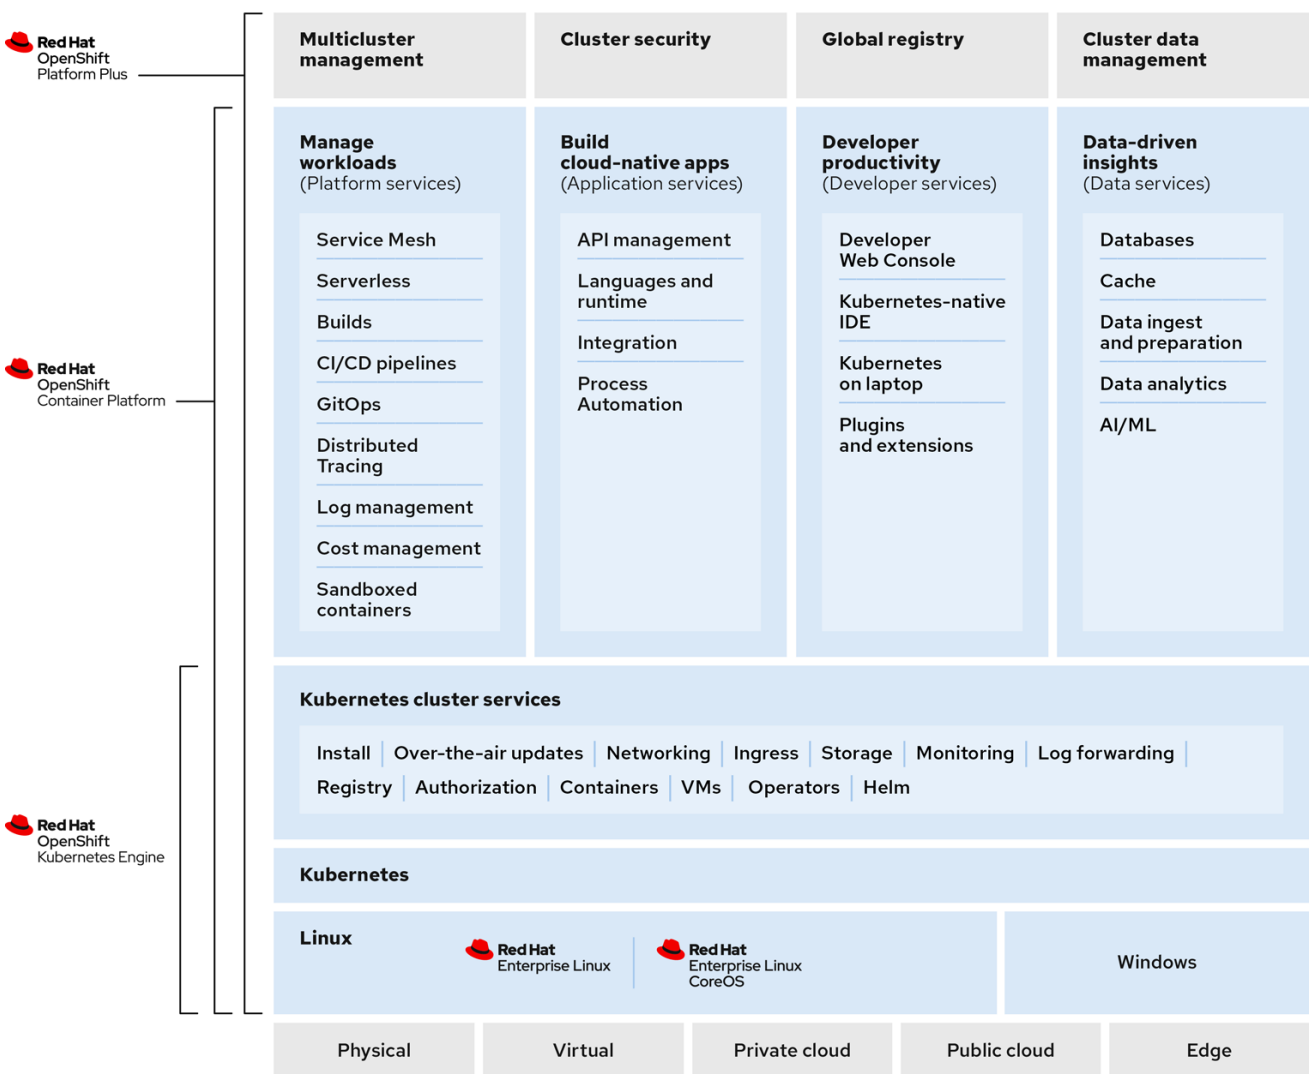 Red Hat
OpenShift
Platform Plus
Multicluster
management
Cluster security
Global registry
Cluster data
management
Red Hat
OpenShift
Container Platform
Manage
workloads
(Platform services)
Service Mesh
Serverless
Builds
CI/CD pipelines
GitOps
Distributed
Tracing
Log management
Cost management
Sandboxed
containers
Build
cloud-native apps
(Application services)
API management
Languages and
runtime
Integration
Process
Automation
Developer
productivity
(Developer services)
Developer
Web Console
Kubernetes-native
IDE
Kubernetes
on laptop
Plugins
and extensions
Data-driven
insights
(Data services)
Databases
Cache
Data ingest
and preparation
Data analytics
AI/ML
Red Hat
OpenShift
Kubernetes Engine
Kubernetes cluster services
Install | Over-the-air updates | Networking | Ingress | Storage | Monitoring | Log forwarding |
Registry | Authorization | Containers | VMs | Operators | Helm
Kubernetes
Linux
Red Hat
Enterprise Linux
Red Hat
Enterprise Linux
CoreOS
Windows
Physical
Virtual
Private cloud
Public cloud
Edge